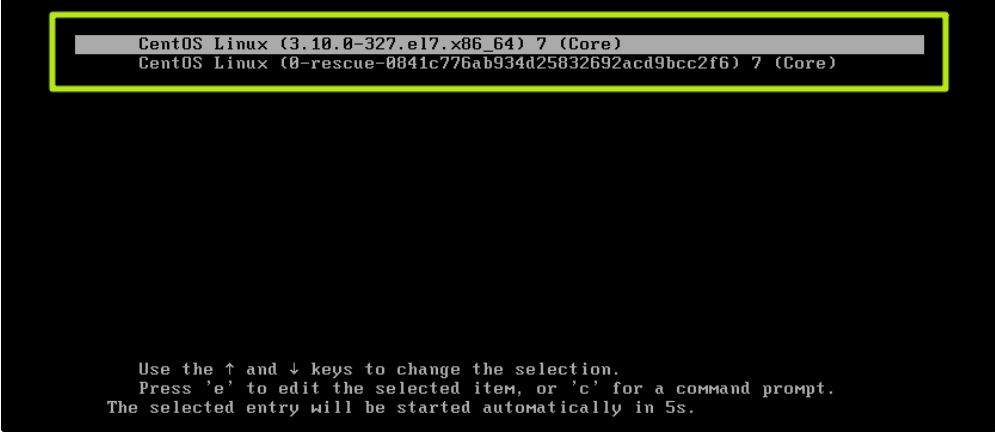 CentOS Linux (3.10.0-327.el7.x86_64) 7 (Core)
CentOS Linux (0-rescue-0841c776ab934d25832692acd9bcc2f6) 7 (Core)
Use the ↑ and ↓ keys to change the selection.
Press 'e' to edit the selected item, or 'c' for a command prompt.
The selected entry will be started automatically in 5s.